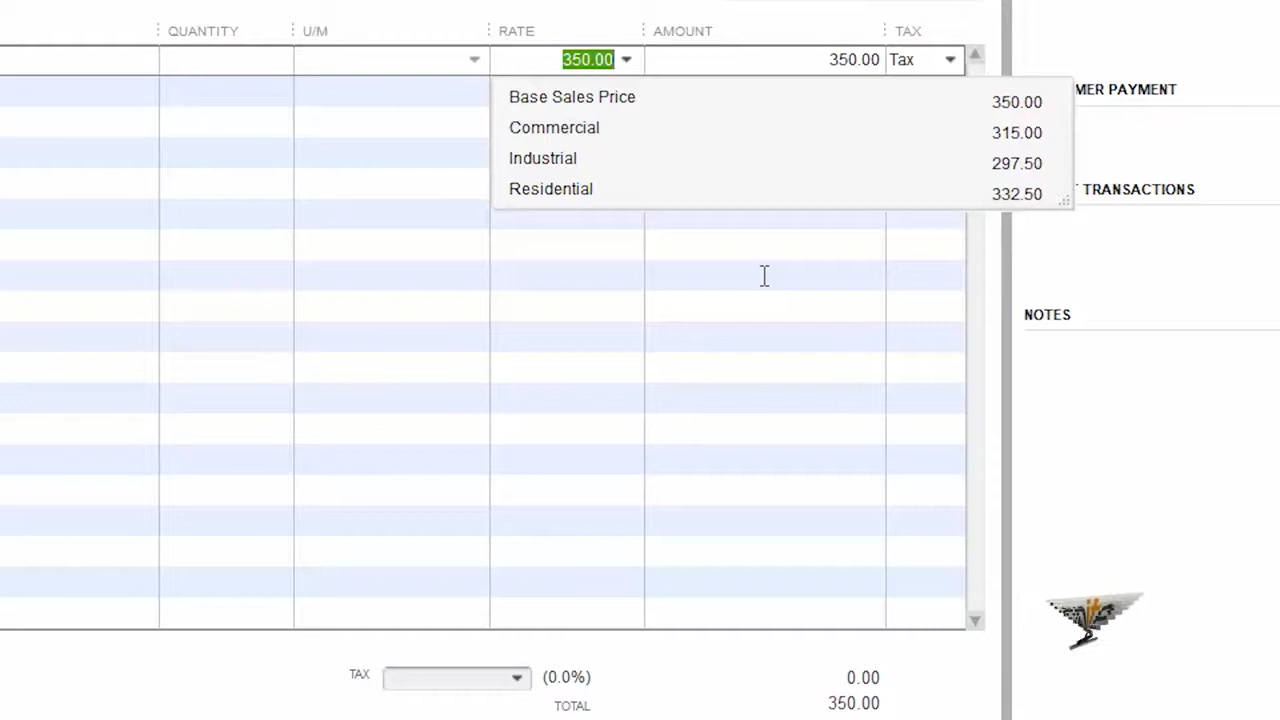 QUANTITY U/M RATE AMOUNT TAX
350.00 350.00 Tax
MER PAYMENT
Base Sales Price 350.00
Commercial 315.00
Industrial 297.50
Residential 332.50
TRANSACTIONS
NOTES
TAX (0.0%) 0.00
TOTAL 350.00